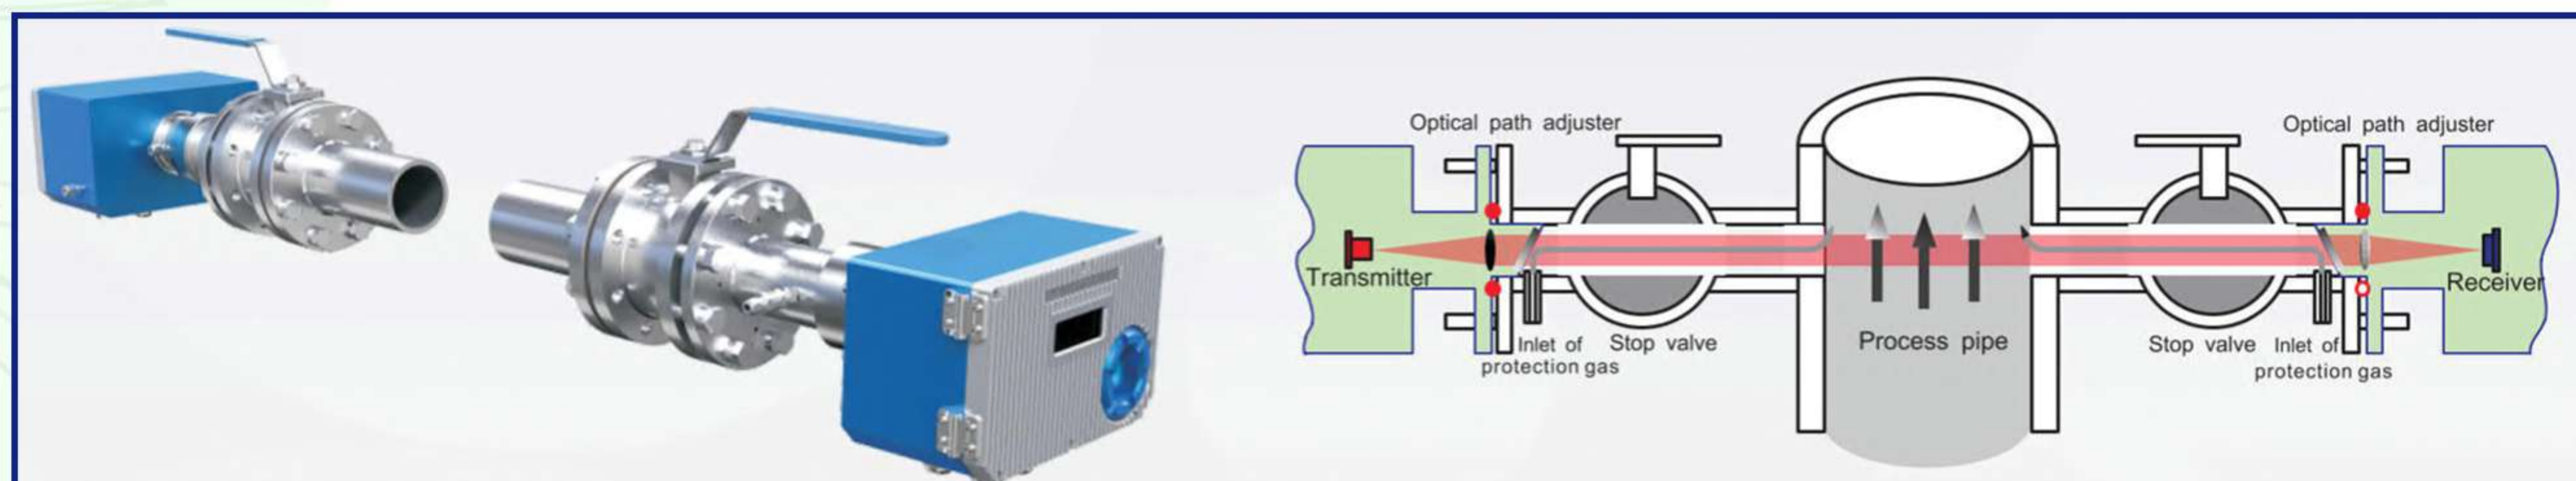 Optical path adjuster
Optical path adjuster
Transmitter
Receiver
Process pipe
Inlet of
protection gas
Stop valve
Stop valve
Inlet of
protection gas